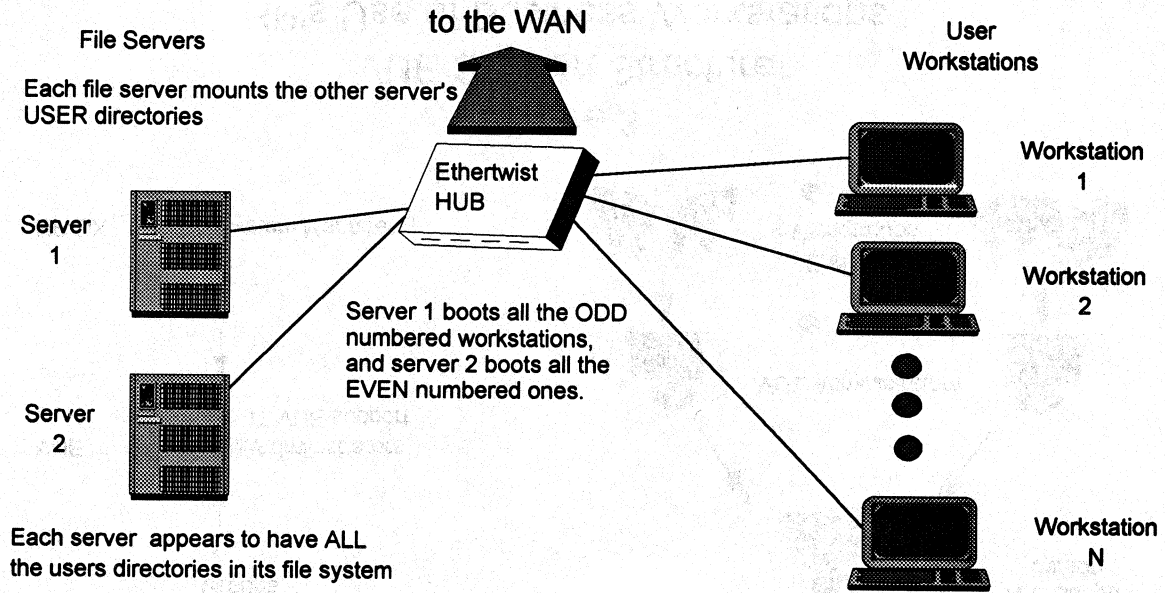 to the WAN
File Servers
User
Workstations
Each file server mounts the other server's
USER directories
Ethertwist
HUB
Workstation
1
Server
1
Workstation
2
Server 1 boots all the ODD
numbered workstations,
and server 2 boots all the
EVEN numbered ones.
Server
2
Each server appears to have ALL
the users directories in its file system
Workstation
N